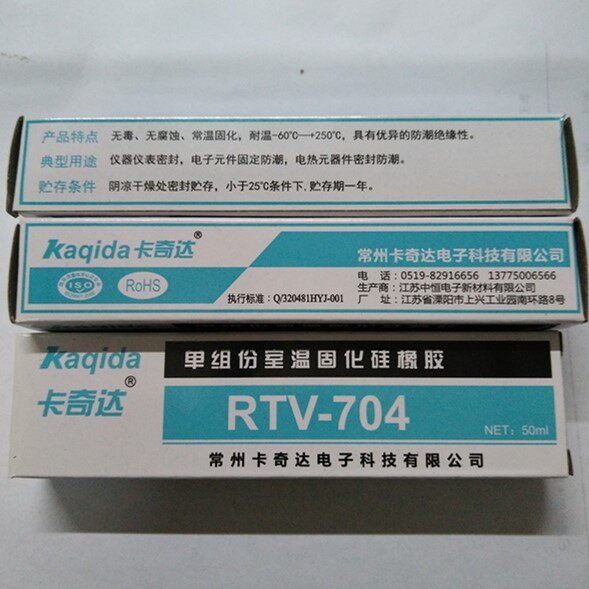 产品特点 无毒、无腐蚀、常温固化，耐温-60℃—+250℃，具有优异的防潮绝缘性。
典型用途 仪器仪表密封，电子元件固定防潮，电热元器件密封防潮。
贮存条件 阴凉干燥处密封贮存，小于25℃条件下,贮存期一年。
Kaqida卡奇达®
ISO
RoHS
执行标准：Q/320481HYJ-001
常州卡奇达电子科技有限公司
电 话：0519-82916656 13775006566
生产商：江苏中恒电子新材料有限公司
厂 址：江苏省溧阳市上兴工业园南环路8号
Kaqida
卡奇达®
单组份室温固化硅橡胶
RTV-704
NET：50ml
常州卡奇达电子科技有限公司